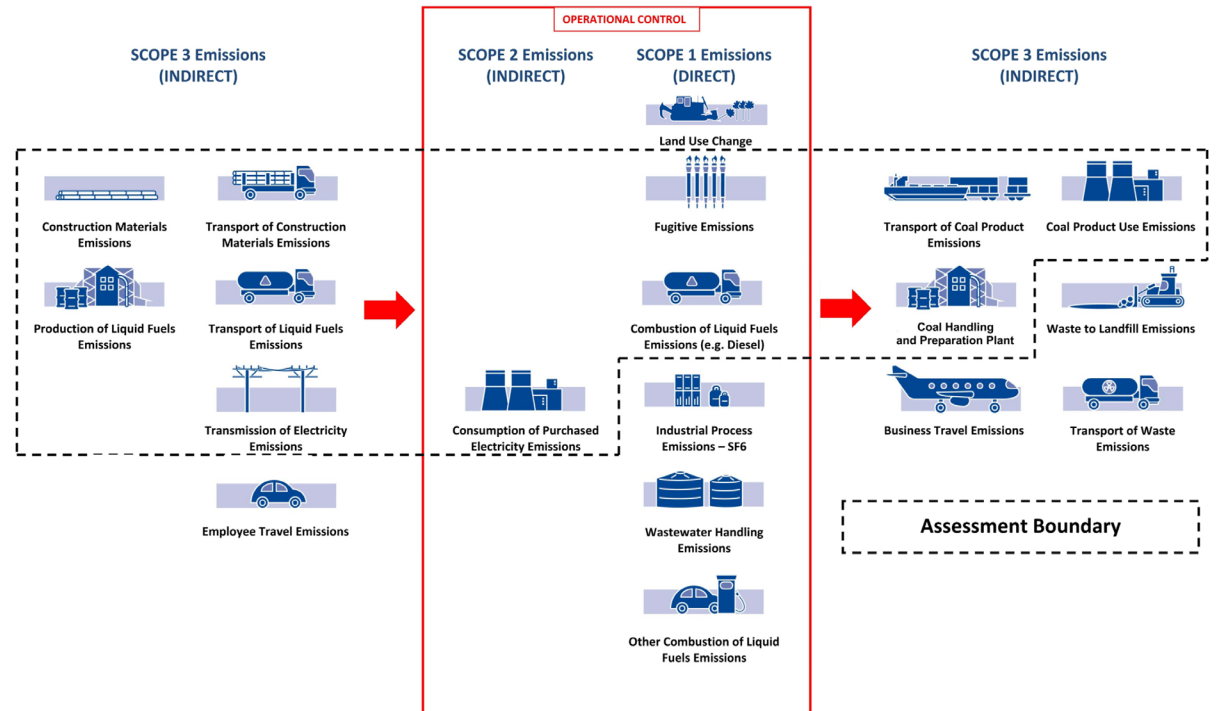 OPERATIONAL CONTROL
SCOPE 3 Emissions
(INDIRECT)
SCOPE 2 Emissions
(INDIRECT)
SCOPE 1 Emissions
(DIRECT)
SCOPE 3 Emissions
(INDIRECT)
Land Use Change
Construction Materials
Emissions
Transport of Construction
Materials Emissions
Fugitive Emissions
Transport of Coal Product
Emissions
Coal Product Use Emissions
Production of Liquid Fuels
Emissions
Transport of Liquid Fuels
Emissions
Combustion of Liquid Fuels
Emissions (e.g. Diesel)
Coal Handling
and Preparation Plant
Waste to Landfill Emissions
Transmission of Electricity
Emissions
Consumption of Purchased
Electricity Emissions
Industrial Process
Emissions – SF6
Business Travel Emissions
Transport of Waste
Emissions
Employee Travel Emissions
Wastewater Handling
Emissions
Assessment Boundary
Other Combustion of Liquid
Fuels Emissions